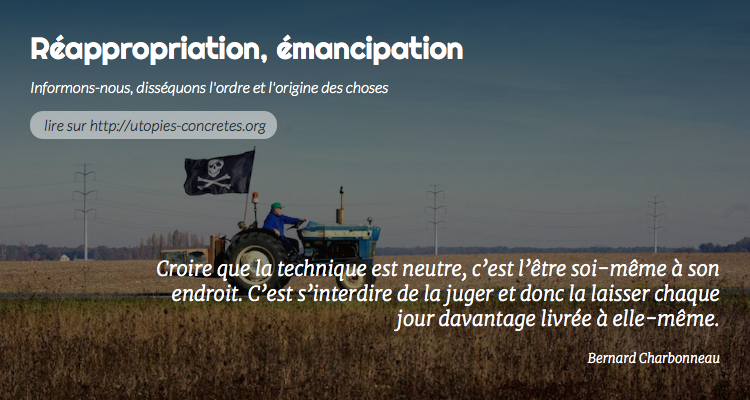 Réappropriation, émancipation
Informons-nous, disséquons l'ordre et l'origine des choses
lire sur http://utopies-concretes.org
Croire que la technique est neutre, c’est l’être soi-même à son
endroit. C’est s’interdire de la juger et donc la laisser chaque
jour davantage livrée à elle-même.
Bernard Charbonneau